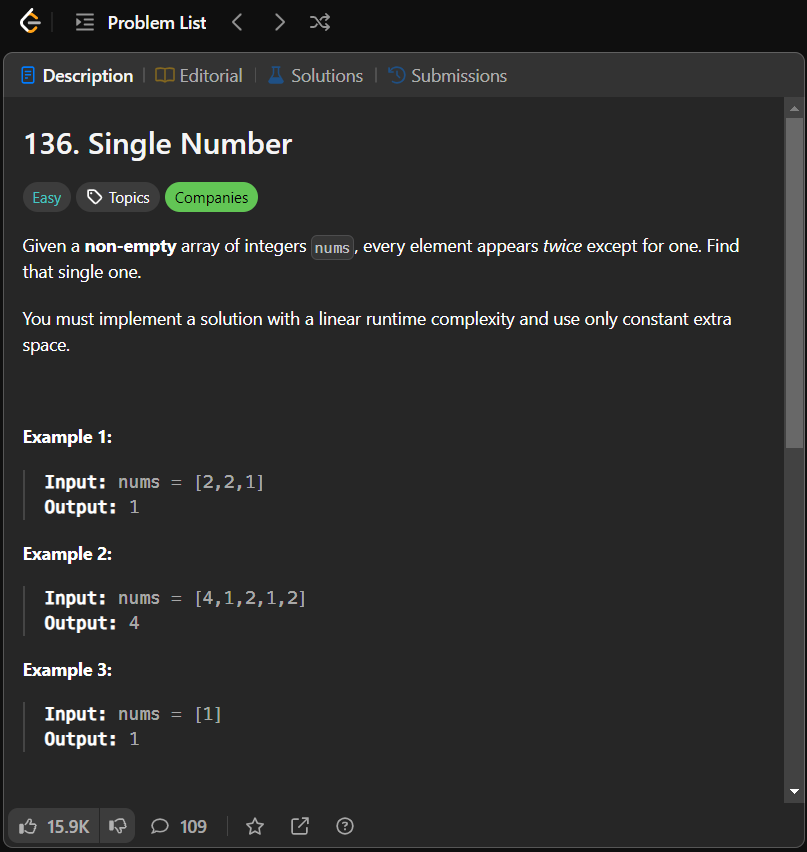 Problem List
Description Editorial Solutions Submissions
136. Single Number
Easy Topics Companies
Given a non-empty array of integers nums, every element appears twice except for one. Find
that single one.
You must implement a solution with a linear runtime complexity and use only constant extra
space.
Example 1:
Input: nums = [2,2,1]
Output: 1
Example 2:
Input: nums = [4,1,2,1,2]
Output: 4
Example 3:
Input: nums = [1]
Output: 1
15.9K 109